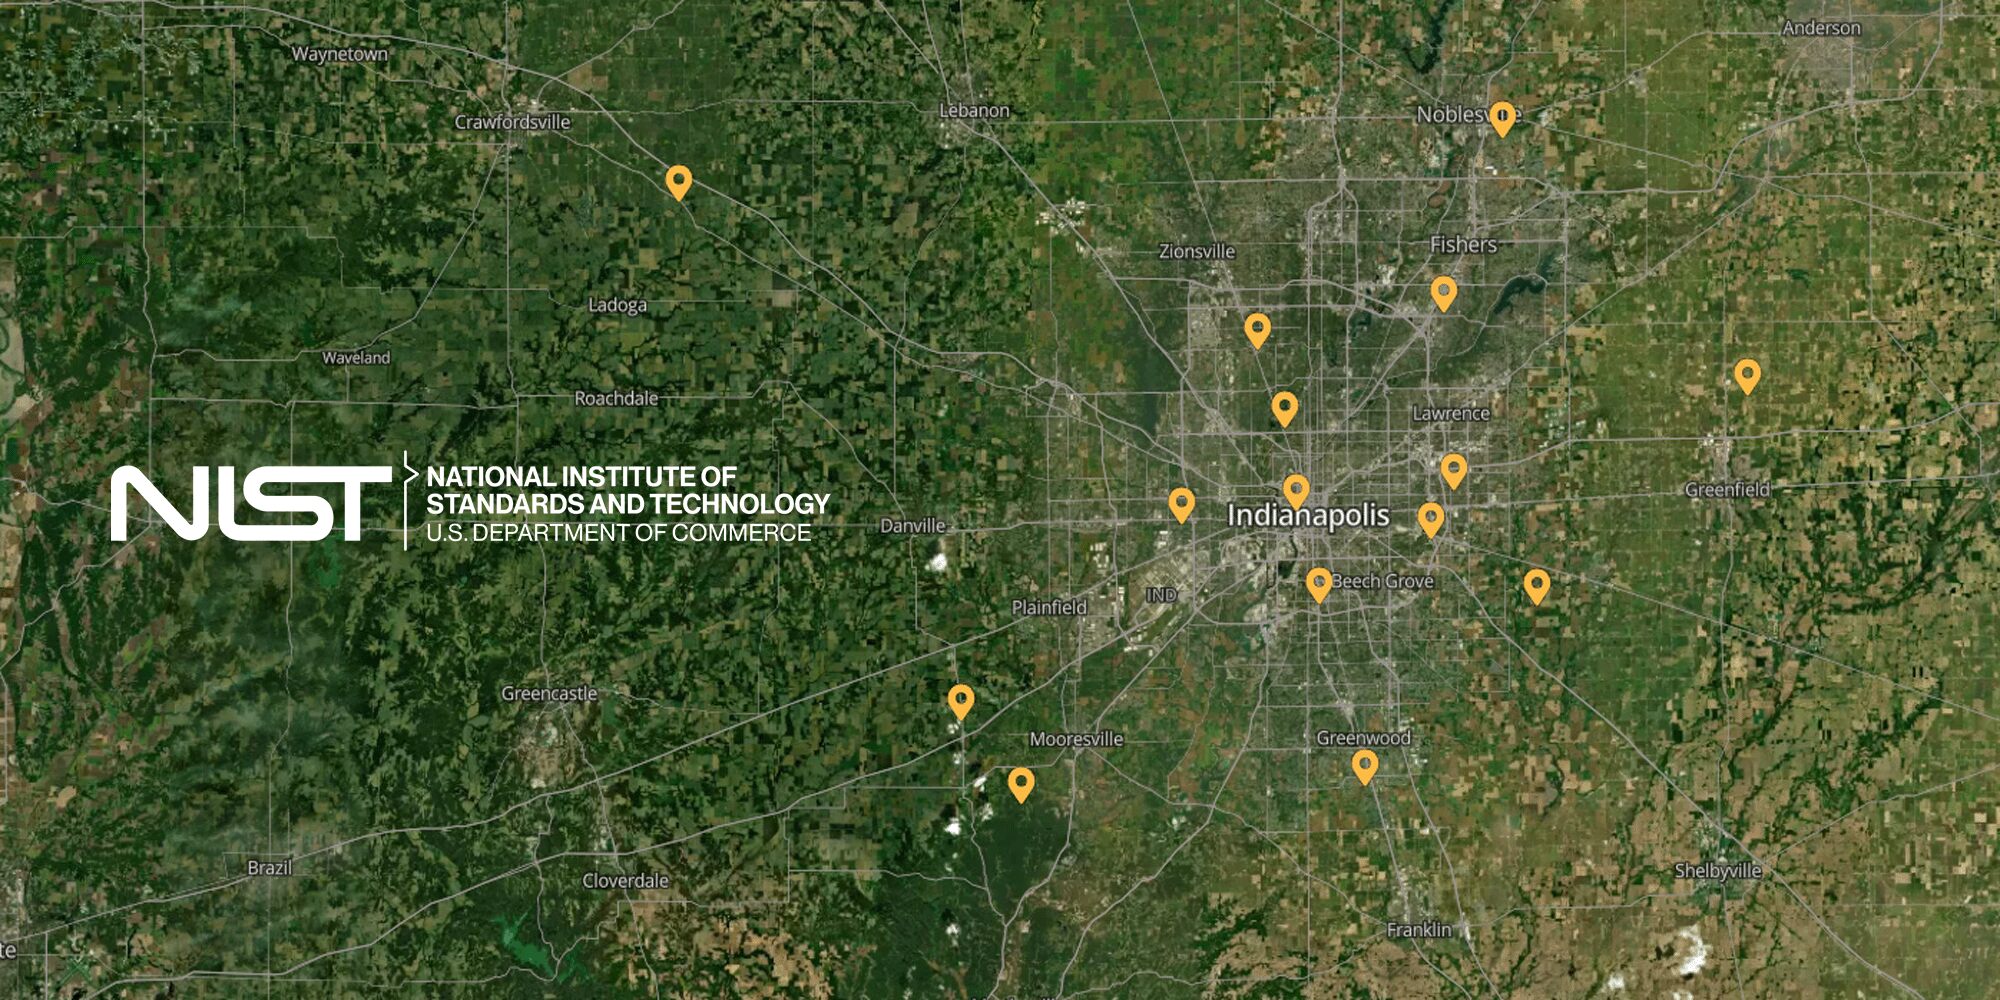 Anderson
Waynetown
Lebanon
Noblesv
Crawfordsville
Fishers
Zionsville
Ladoga
Waveland
Roachdale
Lawrence
NIST
NATIONAL INSTITUTE OF
STANDARDS AND TECHNOLOGY
U.S. DEPARTMENT OF COMMERCE
Greenfield
Indianapolis
Danville
Beech Grove
IND
Plainfield
Greencastle
Greenwood
Mooresville
Brazil
Shelbyville
Cloverdale
Franklin
te